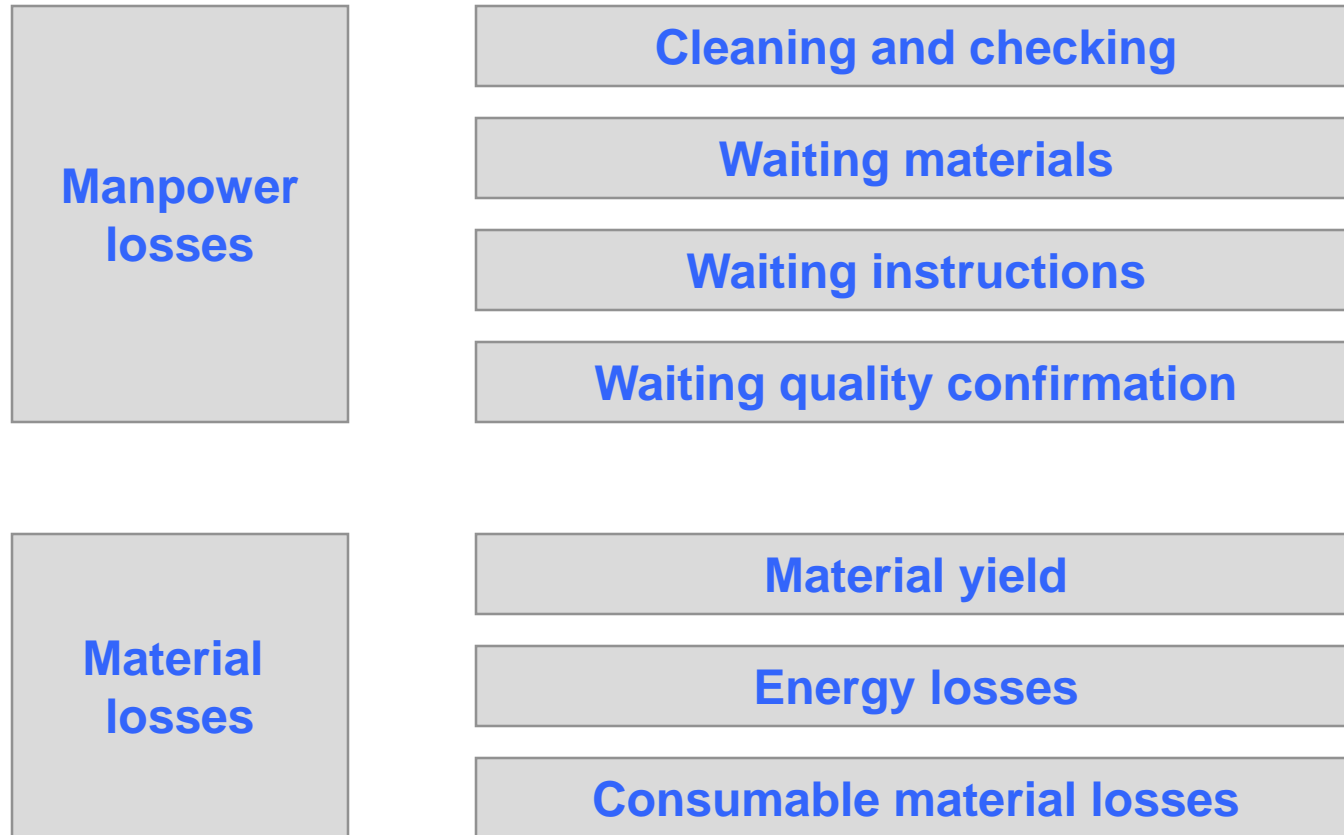 Manpower
losses
Cleaning and checking
Waiting materials
Waiting instructions
Waiting quality confirmation
Material
losses
Material yield
Energy losses
Consumable material losses